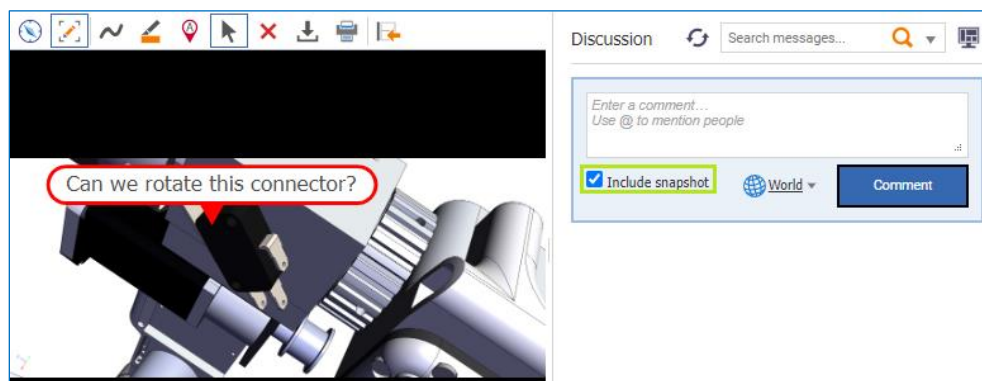 A
Discussion
Search messages...
Can we rotate this connector?
Enter a comment...
Use @ to mention people
Include snapshot
World
Comment